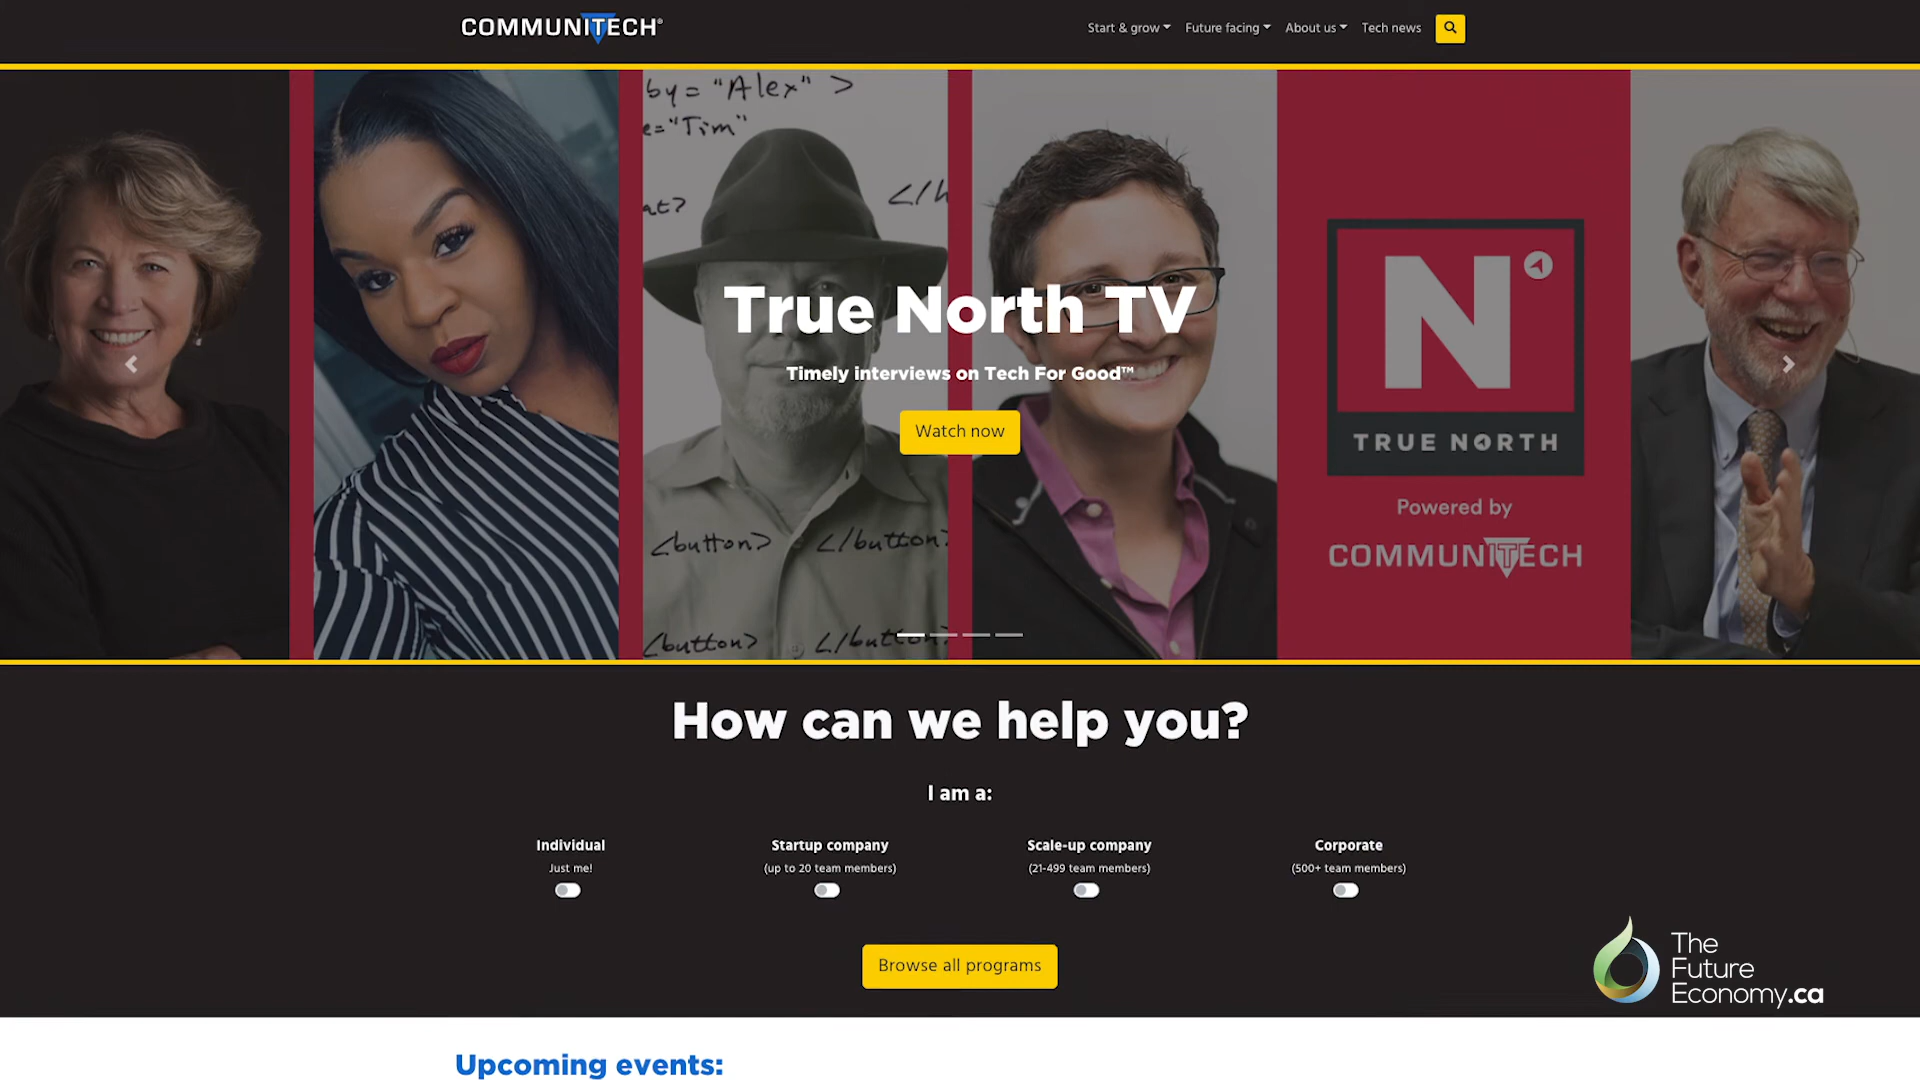 COMMUNITECH®
Start & grow
Future facing
About us
Tech news
by = "Alex" >
e="Tim"
at?
</h
True North TV
Timely interviews on Tech For Good™
Watch now
N
TRUE NORTH
Powered by
COMMUNITECH
<button> </button>
<button> </button>
How can we help you?
I am a:
Individual
Just me!
Startup company
(up to 20 team members)
Scale-up company
(21-499 team members)
Corporate
(500+ team members)
Browse all programs
The
Future
Economy.ca
Upcoming events: